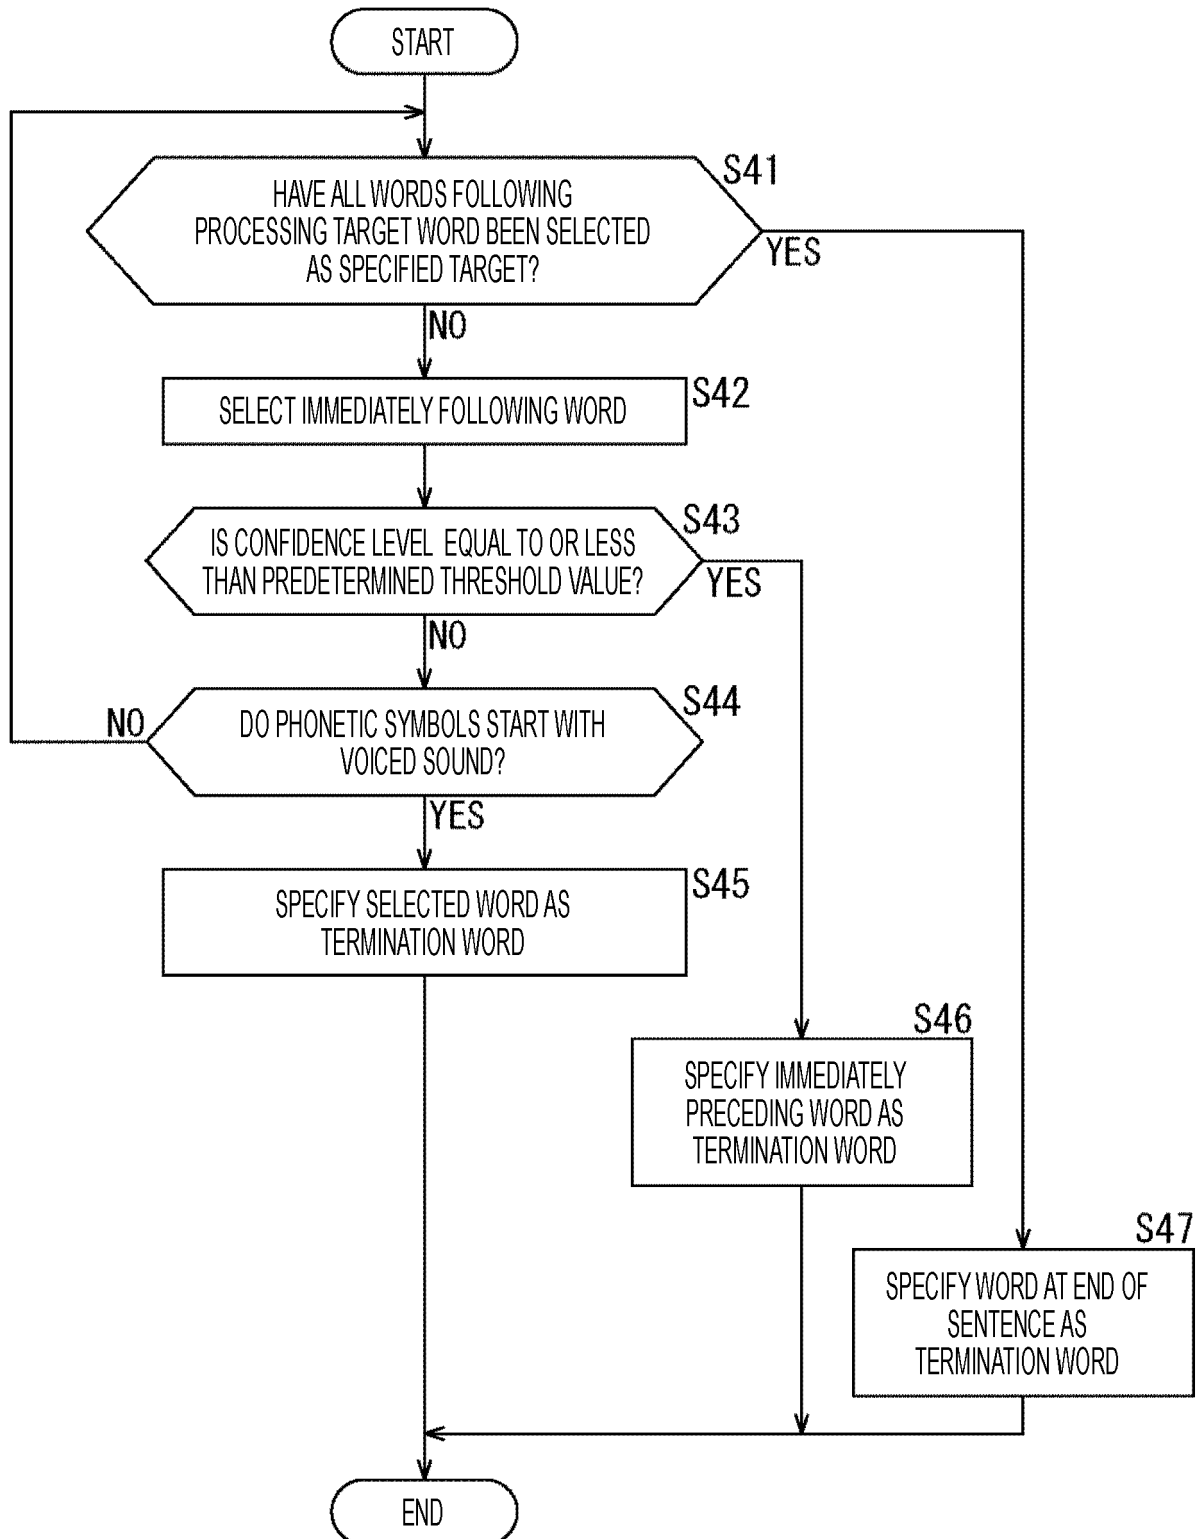 START
S41
HAVE ALL WORDS FOLLOWING
PROCESSING TARGET WORD BEEN SELECTED
AS SPECIFIED TARGET?
YES
NO
S42
SELECT IMMEDIATELY FOLLOWING WORD
S43
IS CONFIDENCE LEVEL EQUAL TO OR LESS
THAN PREDETERMINED THRESHOLD VALUE?
YES
NO
S44
NO
DO PHONETIC SYMBOLS START WITH
VOICED SOUND?
YES
S45
SPECIFY SELECTED WORD AS
TERMINATION WORD
S46
SPECIFY IMMEDIATELY
PRECEDING WORD AS
TERMINATION WORD
S47
SPECIFY WORD AT END OF
SENTENCE AS
TERMINATION WORD
END